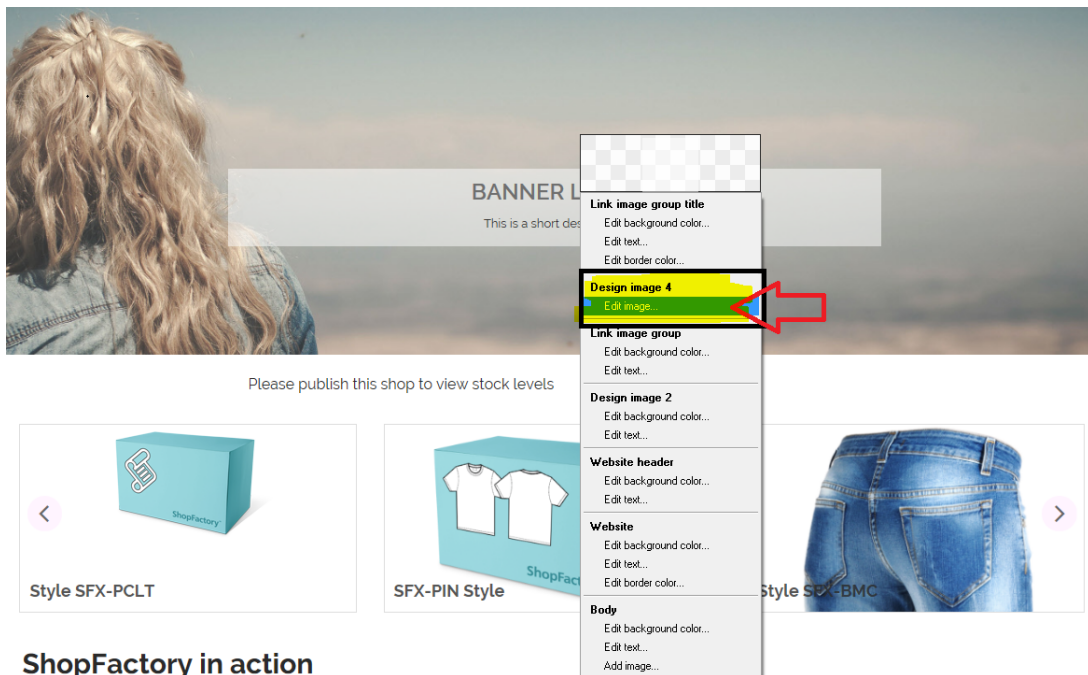 BANNER L
This is a short des
Link image group title
Edit background color...
Edit text...
Edit border color...
Design image 4
Edit image...
Link image group
Edit background color...
Edit text...
Design image 2
Edit background color...
Edit text...
Website header
Edit background color...
Edit text...
Website
Edit background color...
Edit text...
Edit border color...
Body
Edit background color...
Edit text...
Add image...
Please publish this shop to view stock levels
ShopFactory
Style SFX-PCLT
ShopFact
SFX-PIN Style
Style SFX-BMC
ShopFactory in action